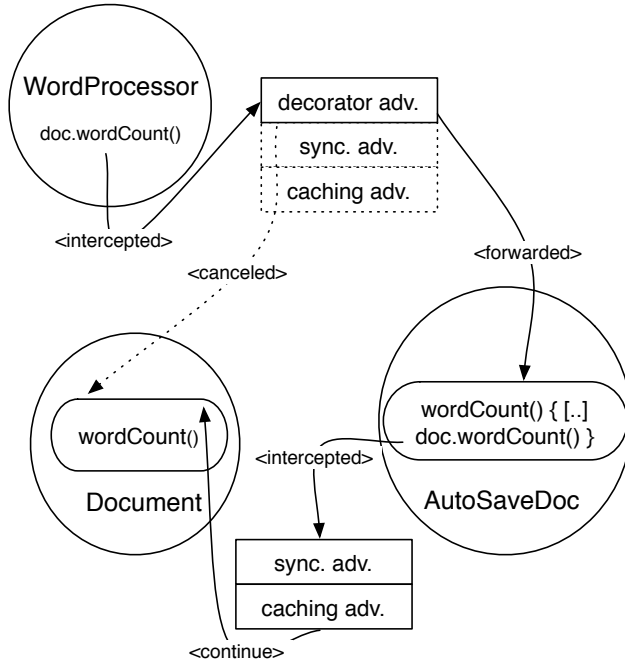 WordProcessor
doc.wordCount()
decorator adv.
sync. adv.
caching adv.
<intercepted>
<canceled>
<forwarded>
wordCount()
Document
wordCount() { [..]
doc.wordCount() }
AutoSaveDoc
<intercepted>
sync. adv.
caching adv.
<continue>